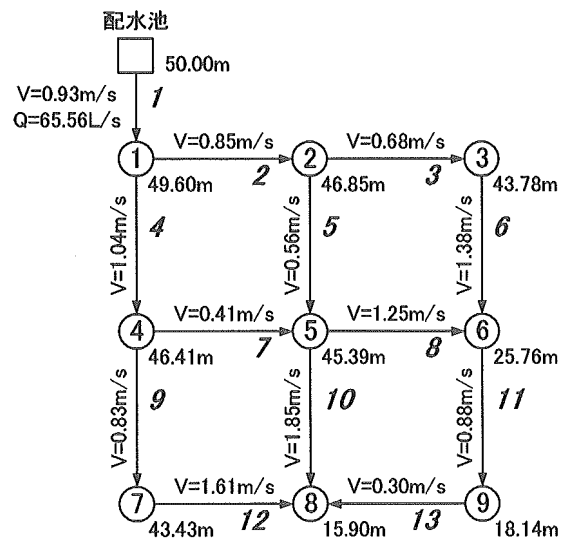 配水池
50.00m
V=0.93m/s
1
Q=65.56L/s
V=0.85m/s
V=0.68m/s
①
②
③
2
3
49.60m
46.85m
43.78m
V=1.04m/s
4
V=0.56m/s
5
V=1.38m/s
6
V=0.41m/s
V=1.25m/s
④
⑤
⑥
7
8
46.41m
45.39m
25.76m
V=0.83m/s
9
V=1.85m/s
10
V=0.88m/s
11
V=1.61m/s
V=0.30m/s
⑦
⑧
⑨
12
13
43.43m
15.90m
18.14m